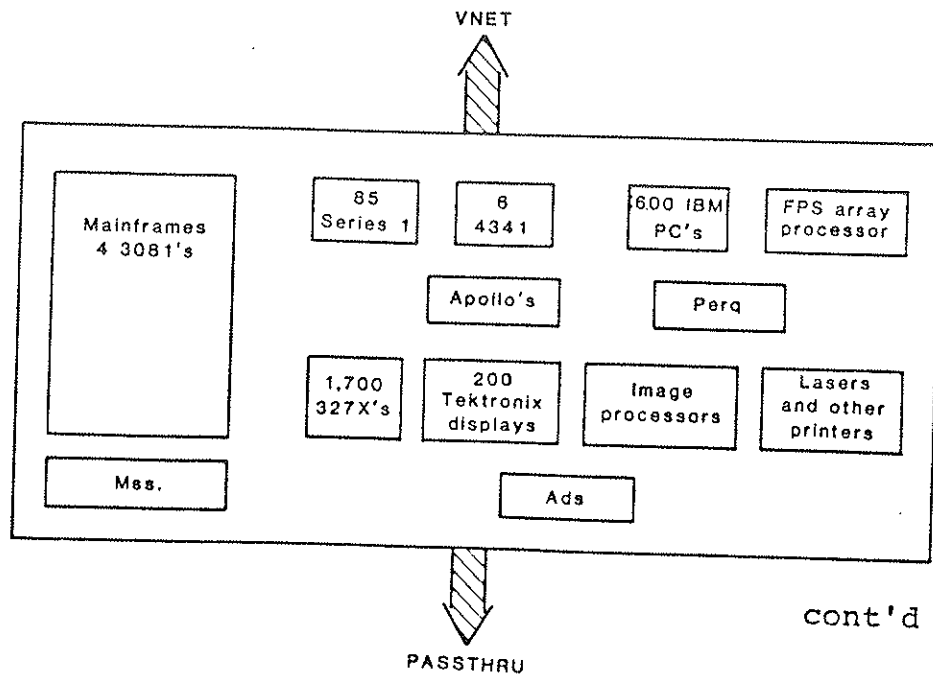 VNET
Mainframes
4 3081's
85
Series 1
6
4341
600 IBM
PC's
FPS array
processor
Apollo's
Perq
1,700
327X's
200
Tektronix
displays
Image
processors
Lasers
and other
printers
Mss.
Ads
cont'd
PASSTHRU